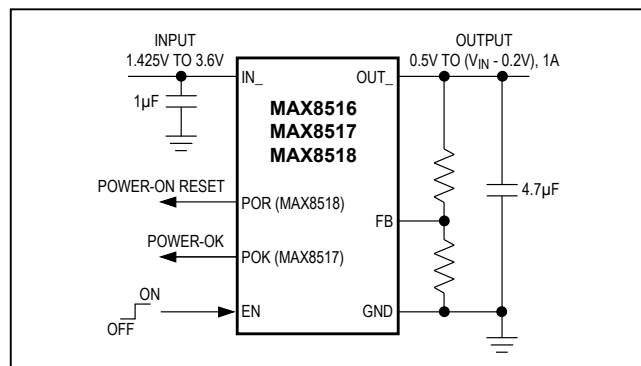 INPUT
1.425V TO 3.6V
OUTPUT
0.5V TO (VIN - 0.2V), 1A
IN_
OUT_
1µF
MAX8516
MAX8517
MAX8518
POWER-ON RESET
POR (MAX8518)
4.7µF
FB
POWER-OK
POK (MAX8517)
ON
OFF
EN
GND